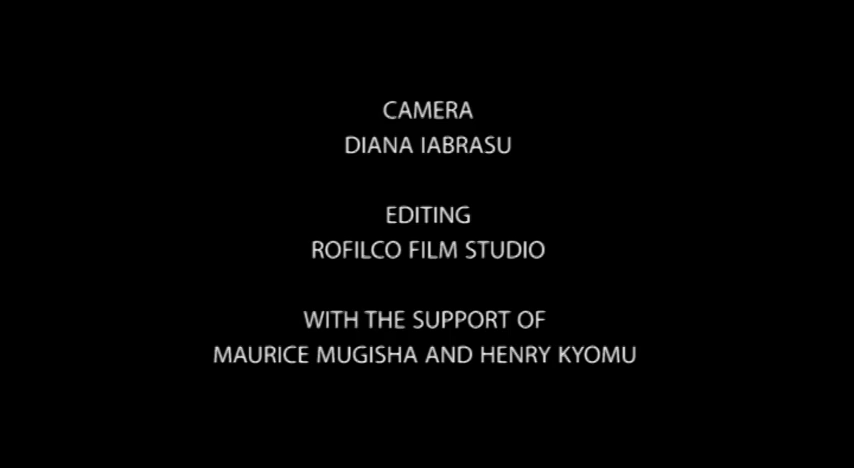 CAMERA
DIANA IABRASU
EDITING
ROFILCO FILM STUDIO
WITH THE SUPPORT OF
MAURICE MUGISHA AND HENRY KYOMU